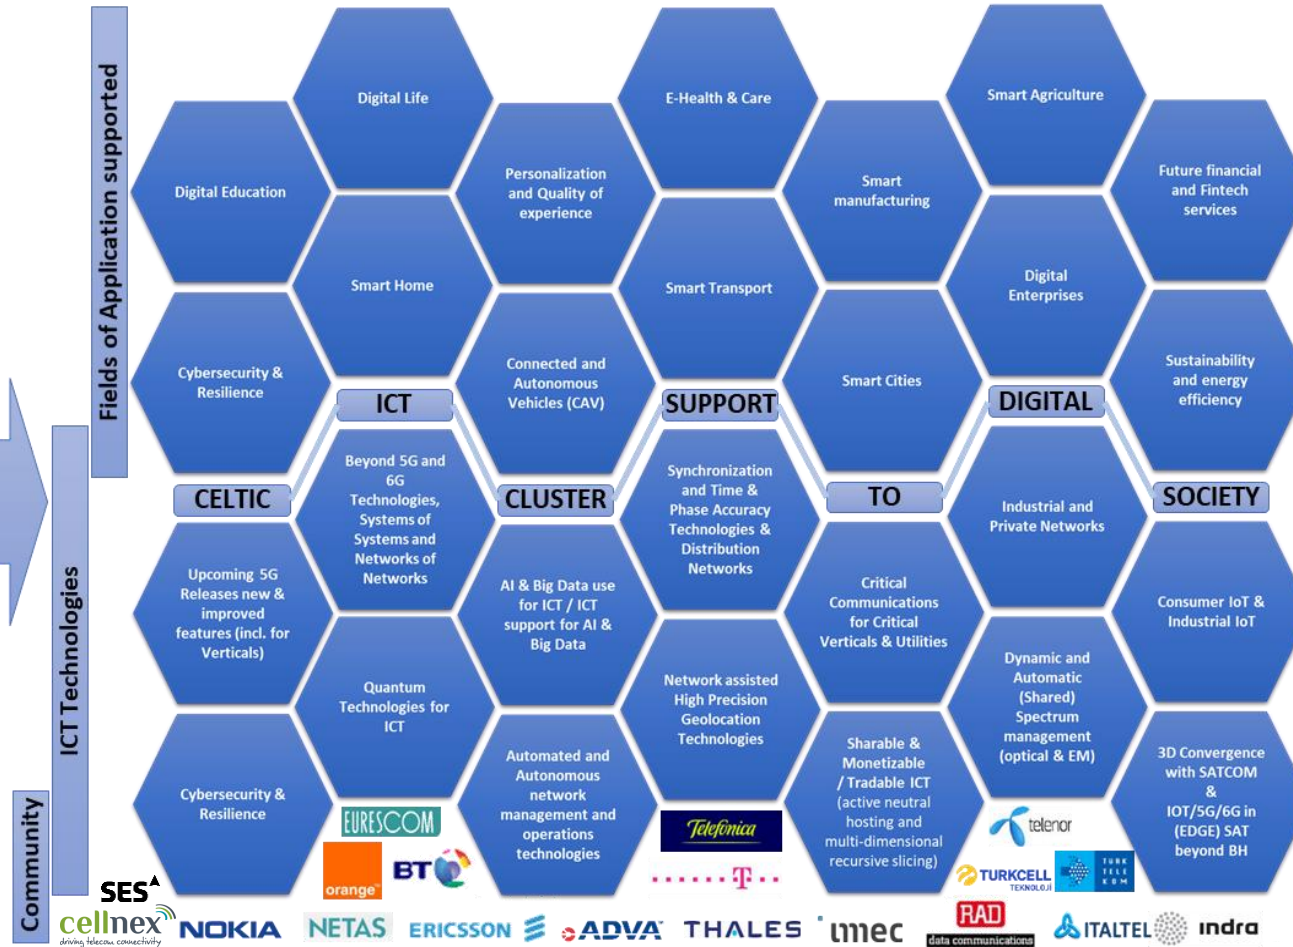 Fields of Application supported
Digital Life
E-Health & Care
Smart Agriculture
Digital Education
Personalization
and Quality of
experience
Smart
manufacturing
Future financial
and Fintech
services
Smart Home
Smart Transport
Digital
Enterprises
Cybersecurity &
Resilience
Connected and
Autonomous
Vehicles (CAV)
Smart Cities
Sustainability
and energy
efficiency
CELTIC
ICT
CLUSTER
SUPPORT
TO
DIGITAL
SOCIETY
ICT Technologies
Beyond 5G and
6G
Technologies,
Systems of
Systems and
Networks of
Networks
Synchronization
and Time &
Phase Accuracy
Technologies &
Distribution
Networks
Industrial and
Private Networks
Upcoming 5G
Releases new &
improved
features (incl. for
Verticals)
AI & Big Data use
for ICT / ICT
support for AI &
Big Data
Critical
Communications
for Critical
Verticals & Utilities
Consumer IoT &
Industrial IoT
Quantum
Technologies for
ICT
Network assisted
High Precision
Geolocation
Technologies
Dynamic and
Automatic
(Shared)
Spectrum
management
(optical & EM)
Cybersecurity &
Resilience
Automated and
Autonomous
network
management and
operations
technologies
Sharable &
Monetizable
/ Tradable ICT
(active neutral
hosting and
multi-dimensional
recursive slicing)
3D Convergence
with SATCOM
&
IOT/5G/6G in
(EDGE) SAT
beyond BH
Community
EURESCOM
Telefónica
telenor
orange™
BT
T
TURKCELL
TEKNOLOJİ
TÜRK
TELE
KOM
SES
cellnex
driving telecom connectivity
NOKIA
NETAS
ERICSSON
ADVA
THALES
imec
RAD
data communications
ITALTEL
indra